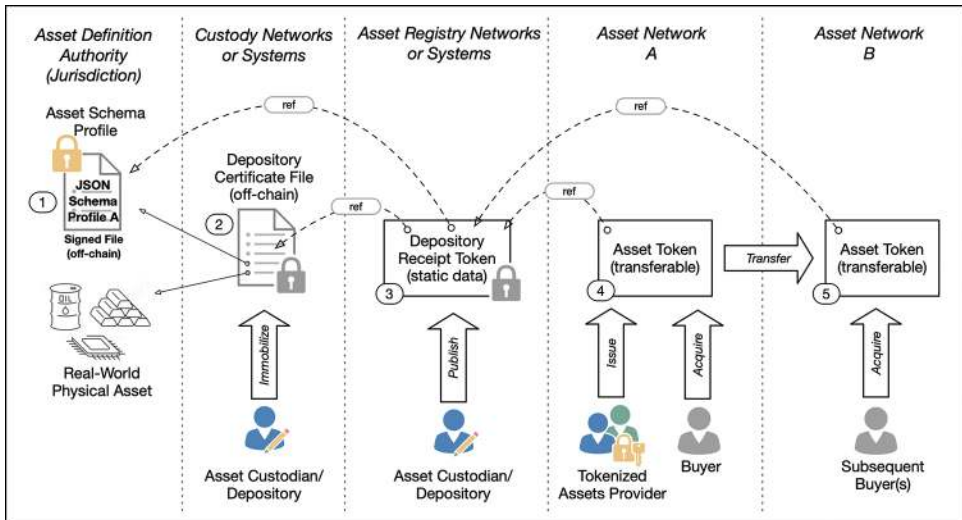 Asset Definition
Authority
(Jurisdiction)
Custody Networks
or Systems
Asset Registry Networks
or Systems
Asset Network
A
Asset Network
B
Asset Schema
Profile
JSON
Schema
Profile A
Signed File
(off-chain)
1
OIL
Real-World
Physical Asset
ref
Depository
Certificate File
(off-chain)
2
Immobilize
Asset Custodian/
Depository
ref
Depository
Receipt Token
(static data)
3
Publish
Asset Custodian/
Depository
ref
ref
Asset Token
(transferable)
4
Issue
Acquire
Tokenized
Assets Provider
Buyer
Transfer
Asset Token
(transferable)
5
Acquire
Subsequent
Buyer(s)